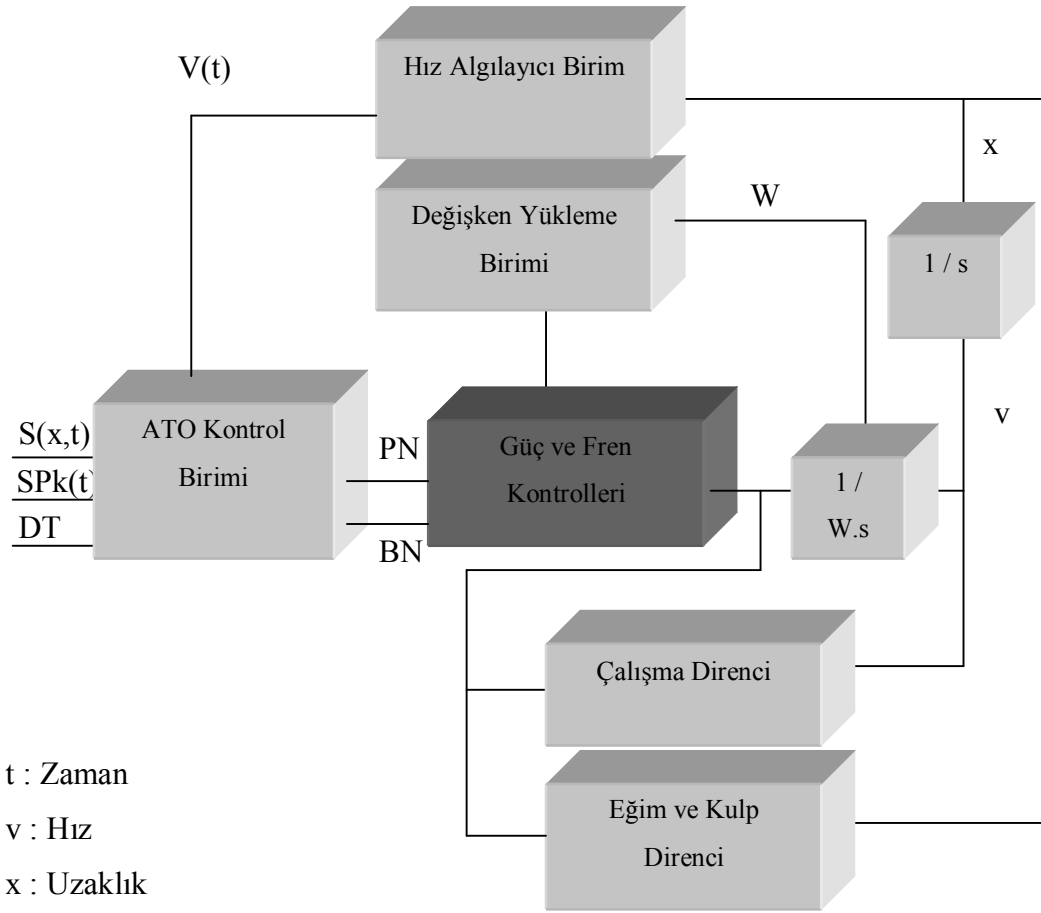 Hız Algılayıcı Birim
V(t)
x
Değişken Yükleme
Birimi
W
1 / s
v
S(x,t)
SPk(t)
DT
ATO Kontrol
Birimi
PN
BN
Güç ve Fren
Kontrolleri
1 /
W.s
Çalışma Direnci
Eğim ve Kulp
Direnci
t : Zaman
v : Hız
x : Uzaklık